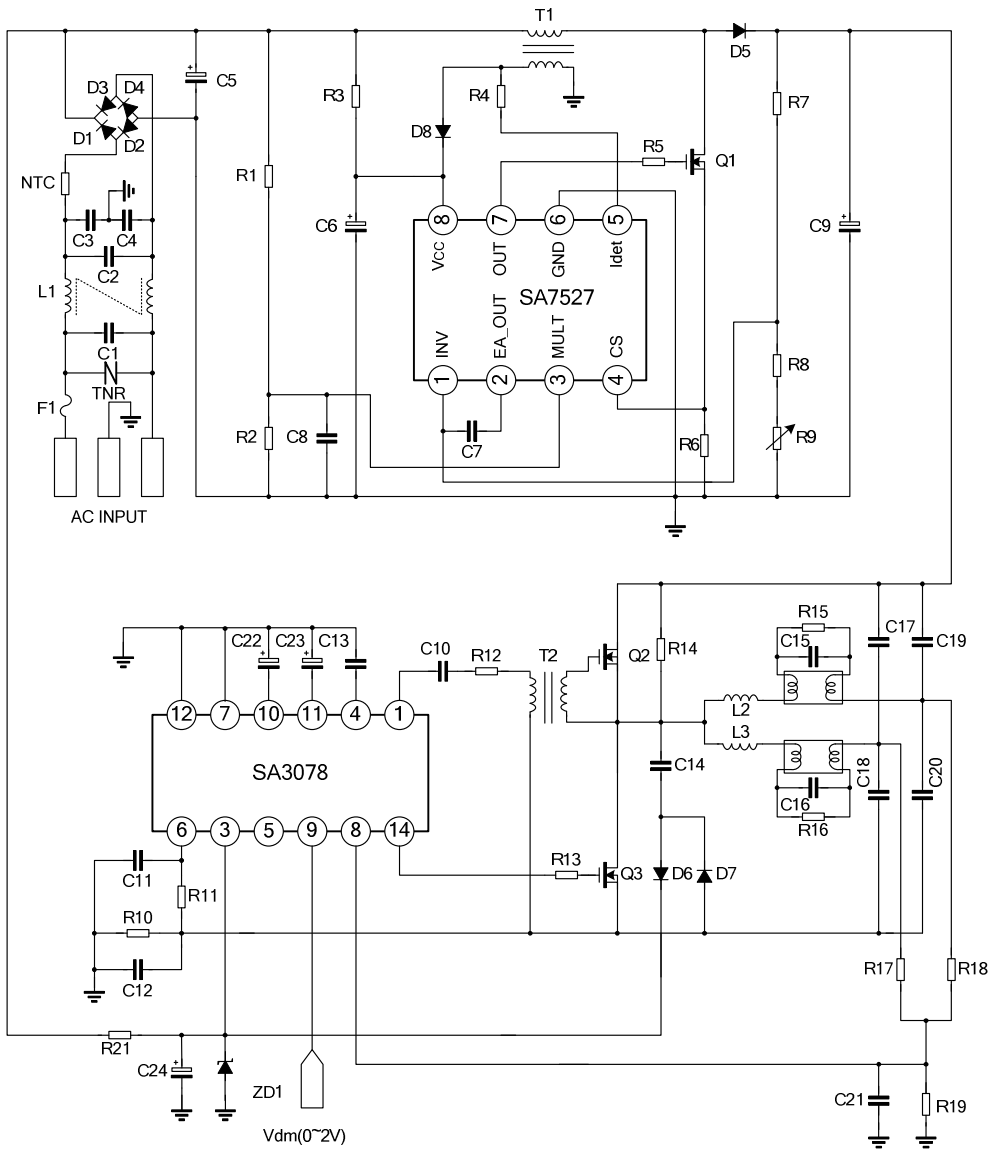 T1
D5
D3 D4
C5
D1
D2
R3
R4
R7
D8
R5
Q1
NTC
R1
C3 C4
C6
8 7 6 5
C9
VCC OUT GND Idet
C2
L1
SA7527
INV EA_OUT MULT CS
C1
TNR
1 2 3 4
R8
F1
R2
C8
C7
R6
R9
AC INPUT
R15
C22 C23 C13
C15
C17
C19
C10
R12
T2
Q2
R14
12 7 10 11 4 1
L2
L3
SA3078
C14
C18
C20
C16
R16
6 3 5 9 8 14
C11
R11
R13
Q3
D6
D7
R10
C12
R17
R18
R21
C24
ZD1
C21
R19
Vdm(0~2V)